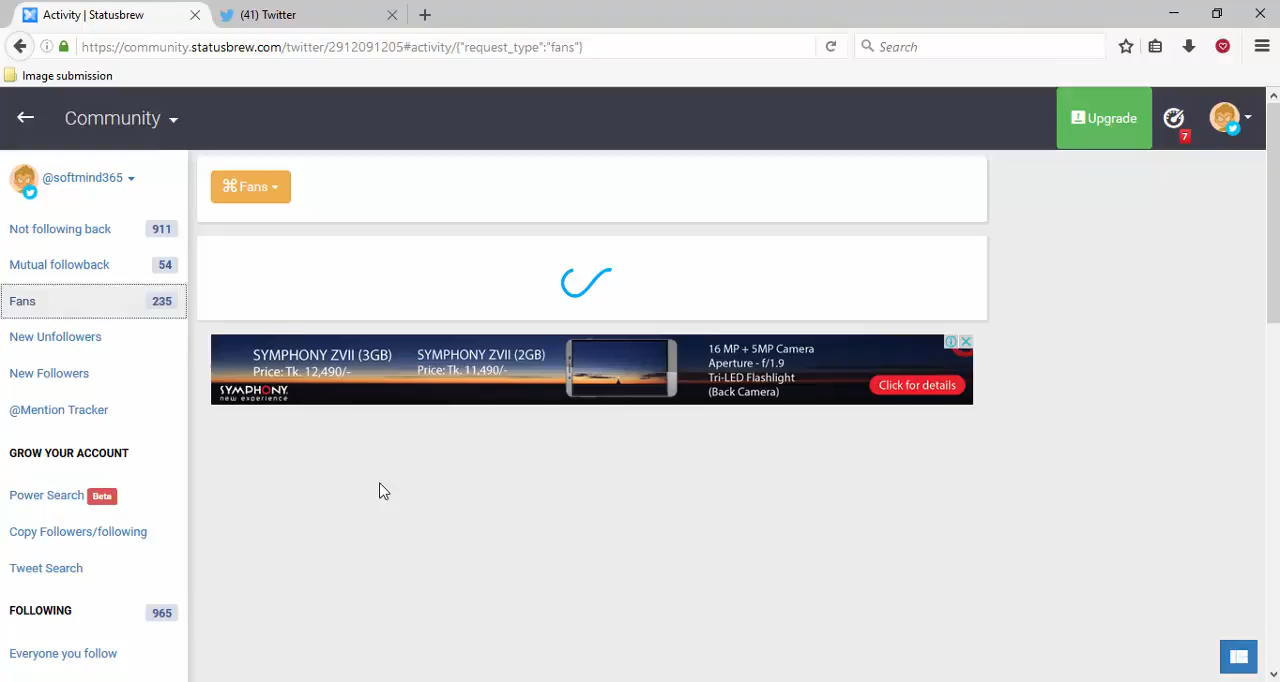 Activity | Statusbrew
(41) Twitter
https://community.statusbrew.com/twitter/2912091205#activity/{"request_type":"fans"}
Search
Image submission
Community
Upgrade
7
@softmind365
Fans
Not following back 911
Mutual followback 54
Fans 235
New Unfollowers
New Followers
@Mention Tracker
GROW YOUR ACCOUNT
Power Search Beta
Copy Followers/following
Tweet Search
FOLLOWING 965
Everyone you follow
SYMPHONY ZVII (3GB)
Price: Tk. 12,490/-
SYMPHONY ZVII (2GB)
Price: Tk. 11,490/-
SYMPHONY
new experience
16 MP + 5MP Camera
Aperture - f/1.9
Tri-LED Flashlight
(Back Camera)
Click for details